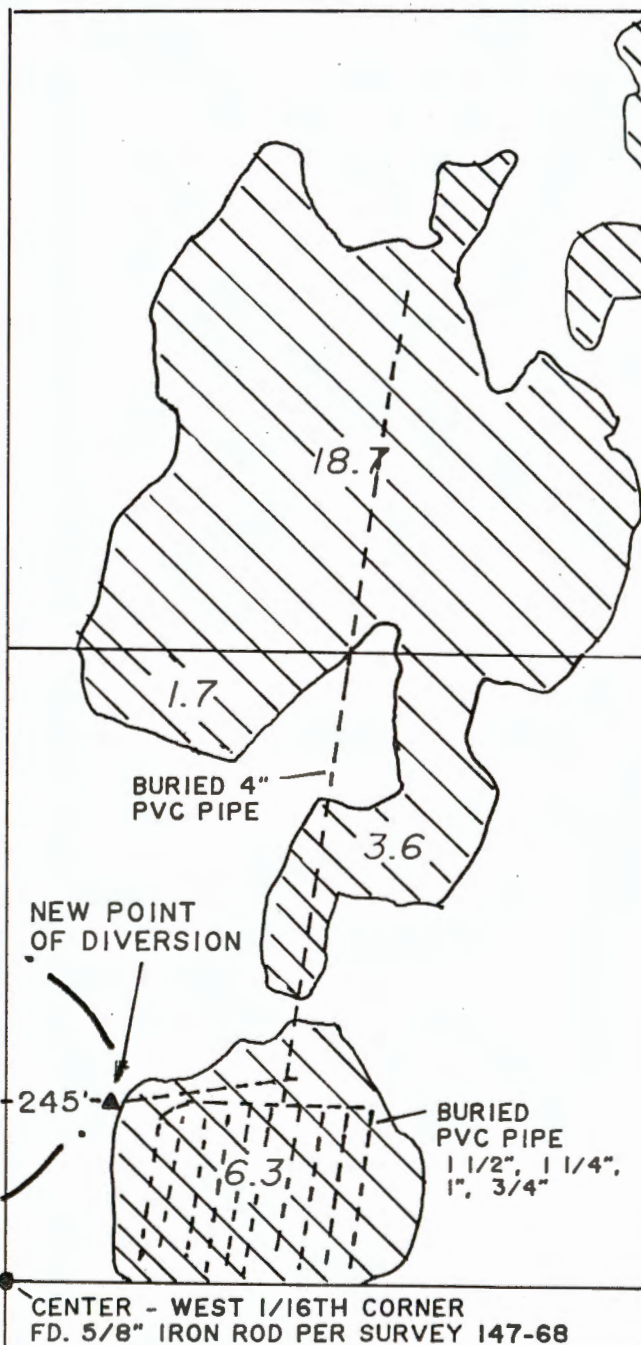 18.7
1.7
BURIED 4"
PVC PIPE
3.6
NEW POINT
OF DIVERSION
245'
BURIED
PVC PIPE
1 1/2", 1 1/4",
1", 3/4"
6.3
CENTER - WEST 1/16TH CORNER
FD. 5/8" IRON ROD PER SURVEY 147-68